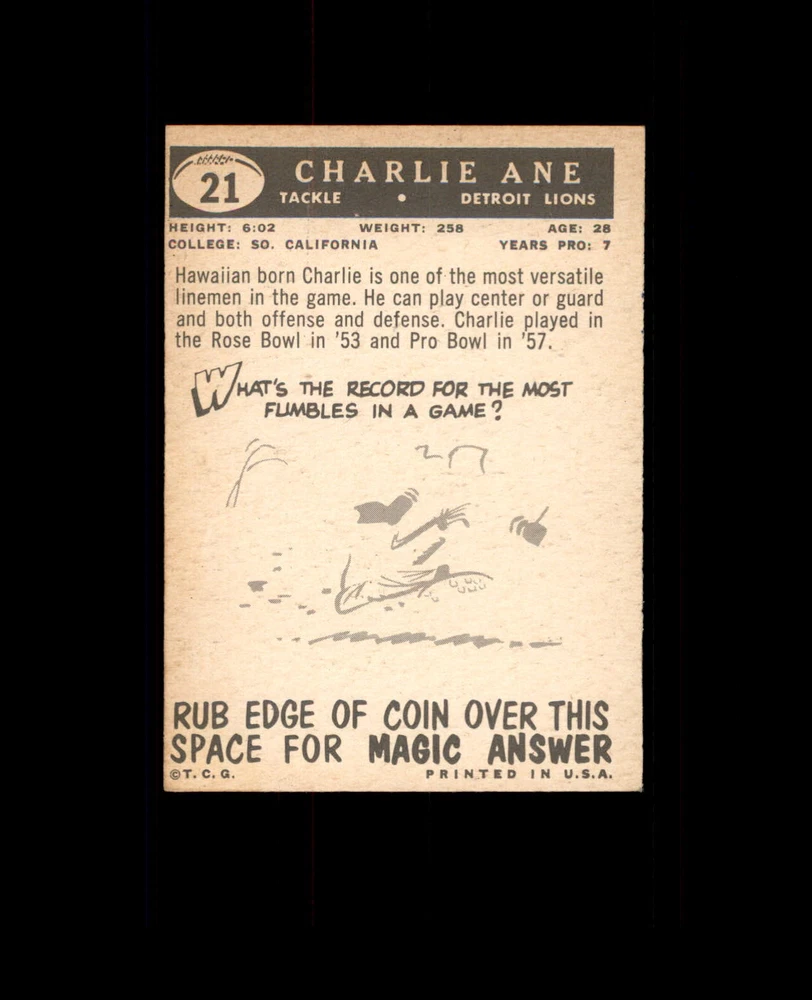 21
CHARLIE ANE
TACKLE • DETROIT LIONS
HEIGHT: 6:02 WEIGHT: 258 AGE: 28
COLLEGE: SO. CALIFORNIA YEARS PRO: 7
Hawaiian born Charlie is one of the most versatile
linemen in the game. He can play center or guard
and both offense and defense. Charlie played in
the Rose Bowl in '53 and Pro Bowl in '57.
WHAT'S THE RECORD FOR THE MOST
FUMBLES IN A GAME?
RUB EDGE OF COIN OVER THIS
SPACE FOR MAGIC ANSWER
©T.C.G. PRINTED IN U.S.A.